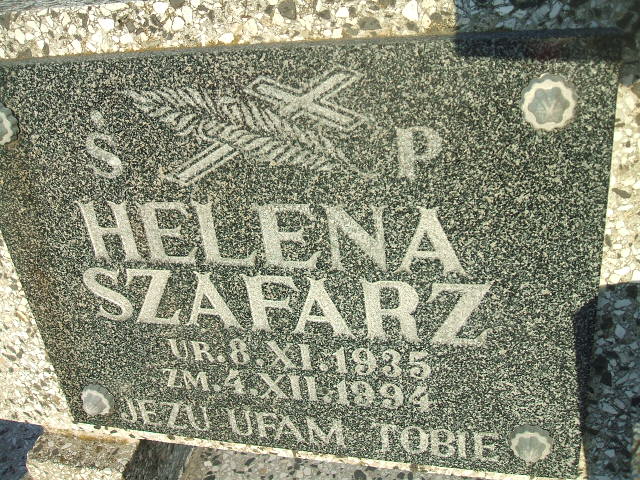 Ś P
HELENA
SZAFARZ
UR. 8. XI. 1935
ZM. 4. XII. 1994
JEZU UFAM TOBIE